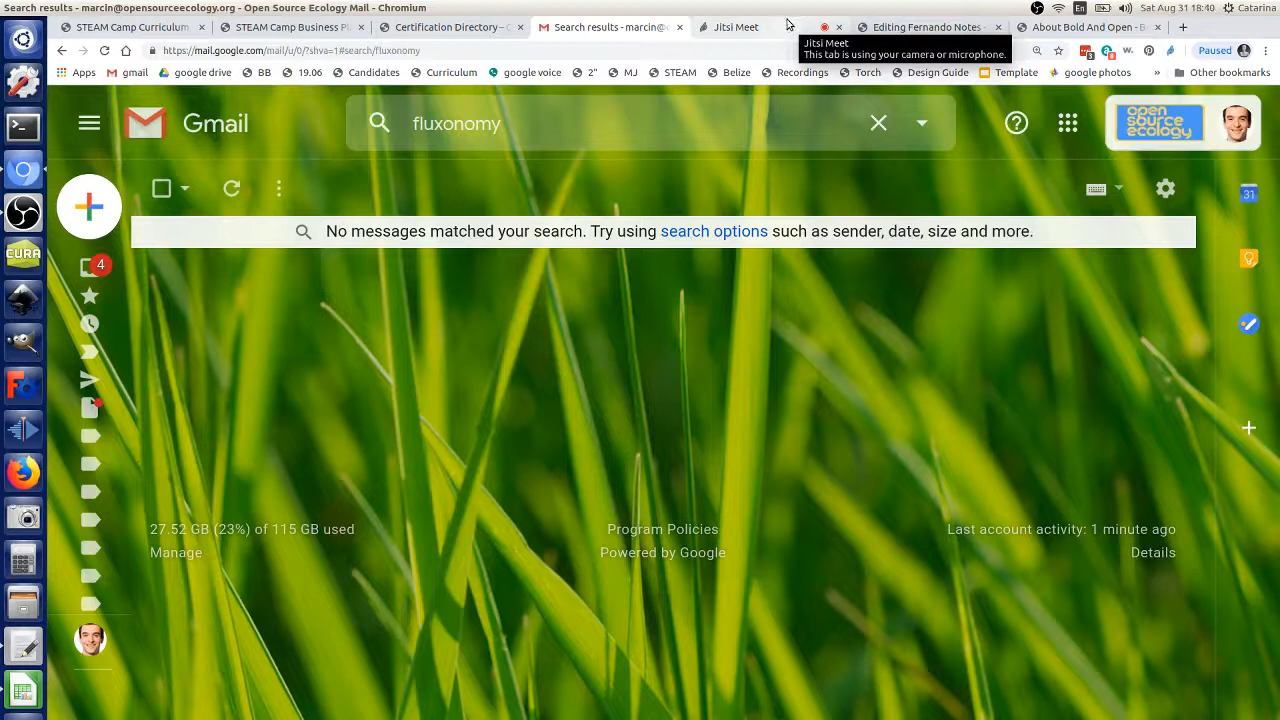 Search results - marcin@opensourceecology.org - Open Source Ecology Mail - Chromium
En
Sat Aug 31 18:40
Catarina
STEAM Camp Curriculum
STEAM Camp Business Pl
Certification Directory –
Search results - marcin@o
Jitsi Meet
Editing Fernando Notes -
About Bold And Open - B
Jitsi Meet
This tab is using your camera or microphone.
https://mail.google.com/mail/u/0/?shva=1#search/fluxonomy
3
8
W
Paused
Apps
gmail
google drive
BB
19.06
Candidates
Curriculum
google voice
2"
MJ
STEAM
Belize
Recordings
Torch
Design Guide
Template
google photos
»
Other bookmarks
Gmail
fluxonomy
open source ecology
31
CURA
4
No messages matched your search. Try using search options such as sender, date, size and more.
27.52 GB (23%) of 115 GB used
Manage
Program Policies
Powered by Google
Last account activity: 1 minute ago
Details